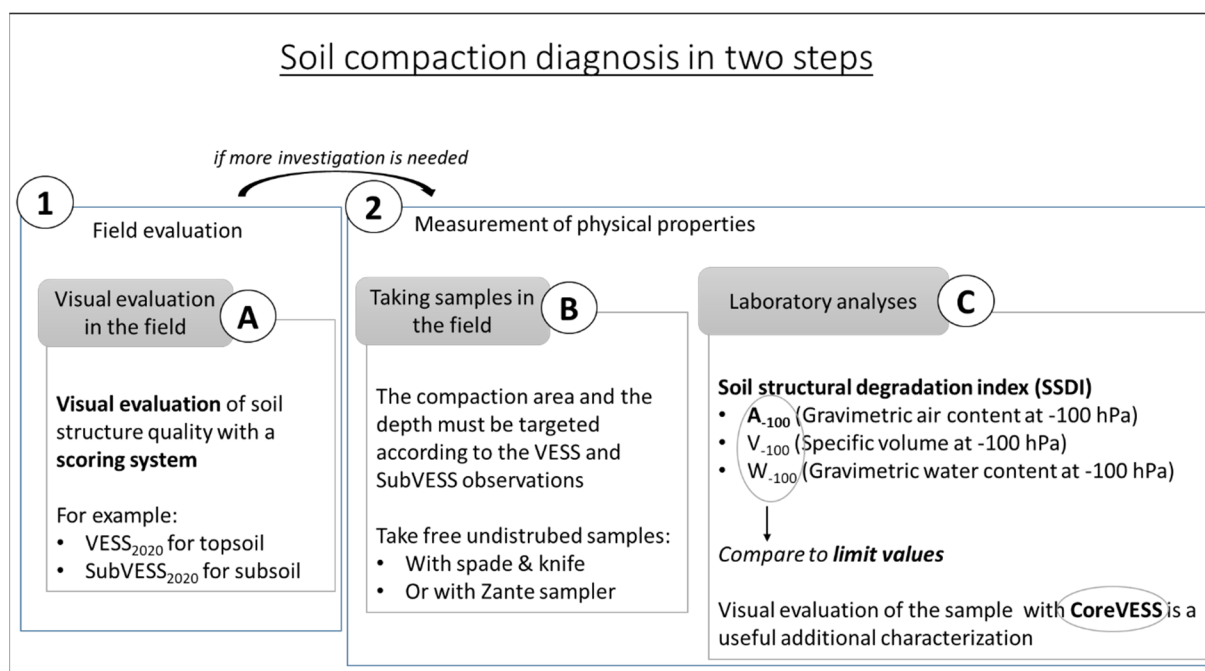 Soil compaction diagnosis in two steps
if more investigation is needed
1
Field evaluation
Visual evaluation
in the field
A
Visual evaluation of soil
structure quality with a
scoring system
For example:
• VESS2020 for topsoil
• SubVESS2020 for subsoil
2
Measurement of physical properties
Taking samples in
the field
B
The compaction area and the
depth must be targeted
according to the VESS and
SubVESS observations
Take free undistrubed samples:
• With spade & knife
• Or with Zante sampler
Laboratory analyses
C
Soil structural degradation index (SSDI)
• A-100 (Gravimetric air content at -100 hPa)
• V-100 (Specific volume at -100 hPa)
• W-100 (Gravimetric water content at -100 hPa)
Compare to limit values
Visual evaluation of the sample with CoreVESS is a
useful additional characterization